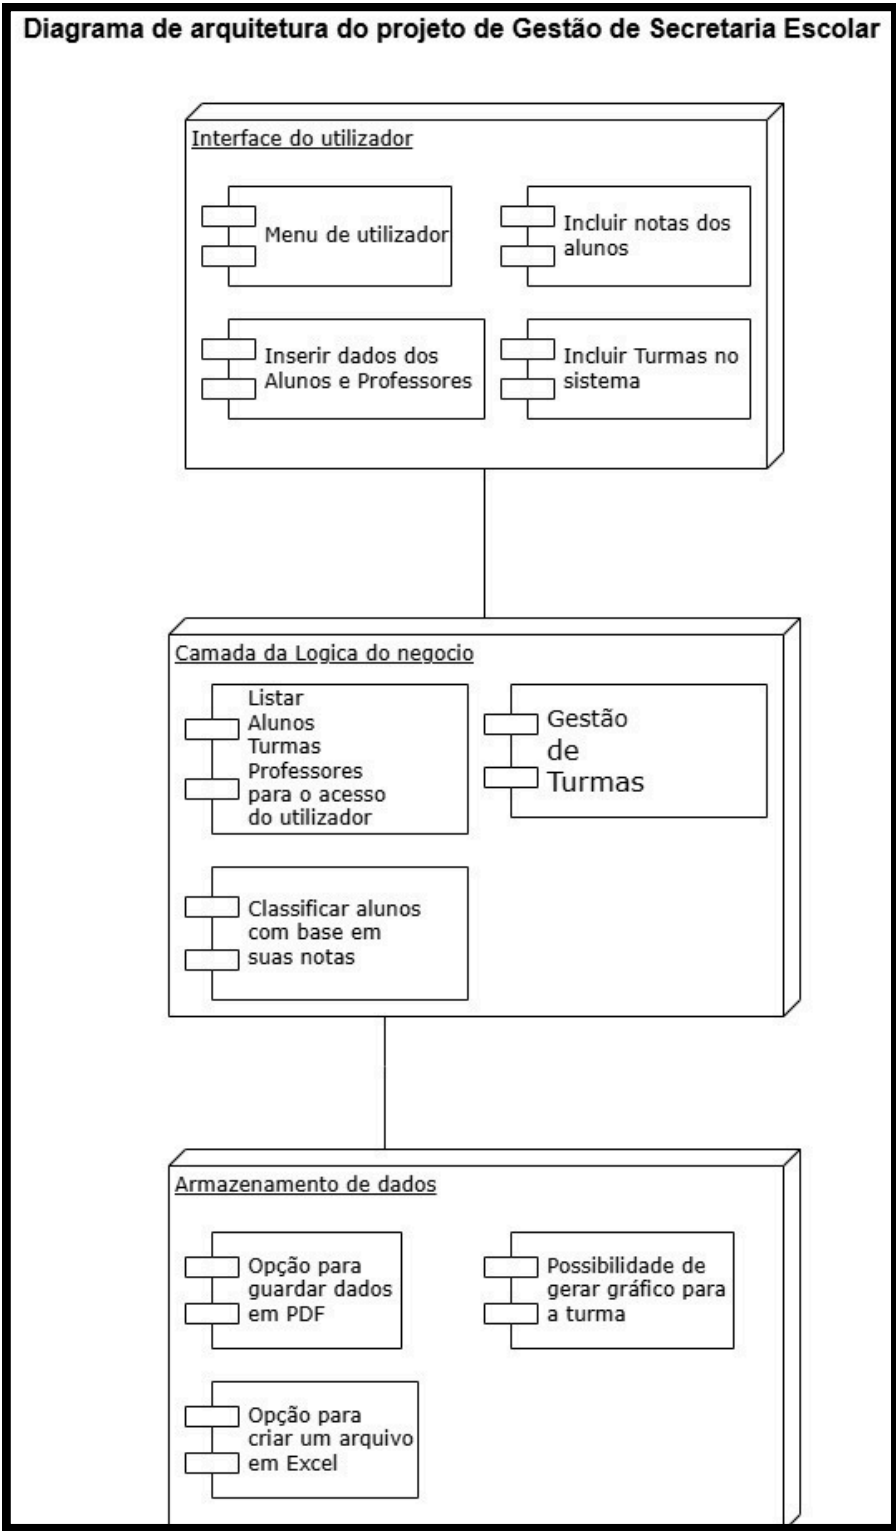 Diagrama de arquitetura do projeto de Gestão de Secretaria Escolar
Interface do utilizador
Menu de utilizador
Incluir notas dos
alunos
Inserir dados dos
Alunos e Professores
Incluir Turmas no
sistema
Camada da Logica do negocio
Listar
Alunos
Turmas
Professores
para o acesso
do utilizador
Gestão
de
Turmas
Classificar alunos
com base em
suas notas
Armazenamento de dados
Opção para
guardar dados
em PDF
Possibilidade de
gerar gráfico para
a turma
Opção para
criar um arquivo
em Excel